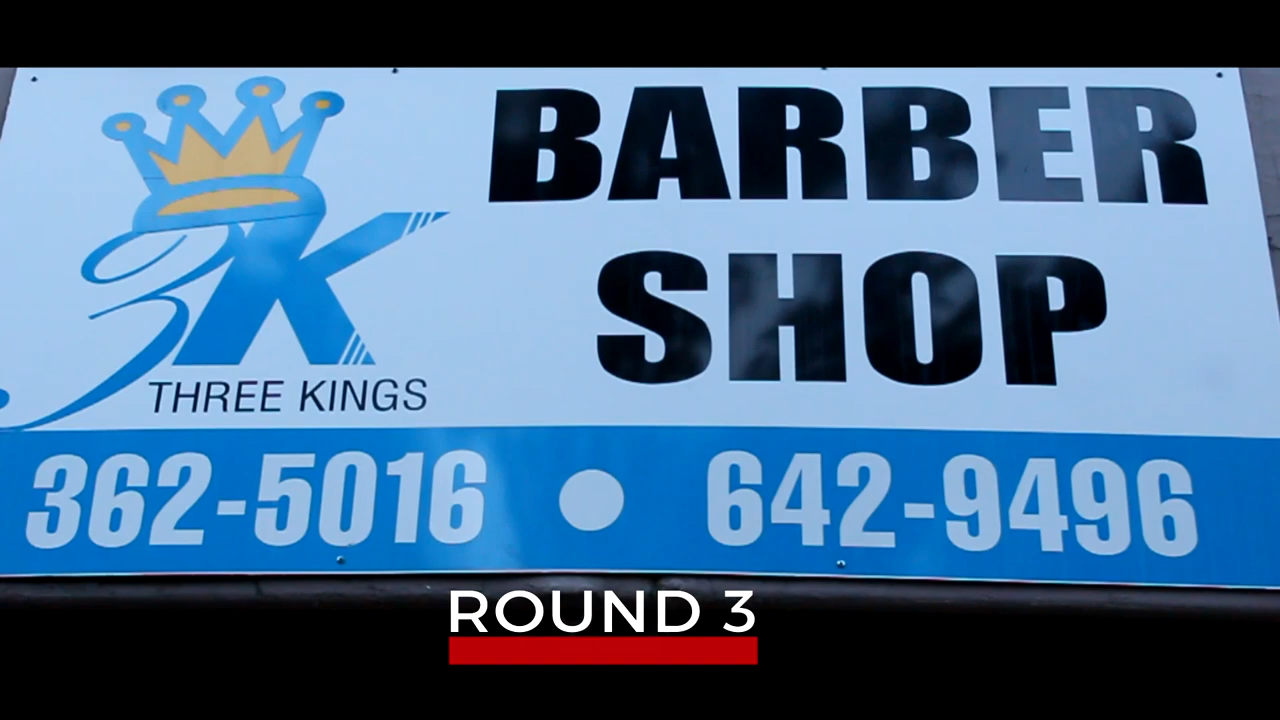 BARBER
SHOP
3K
THREE KINGS
362-5016 • 642-9496
ROUND 3